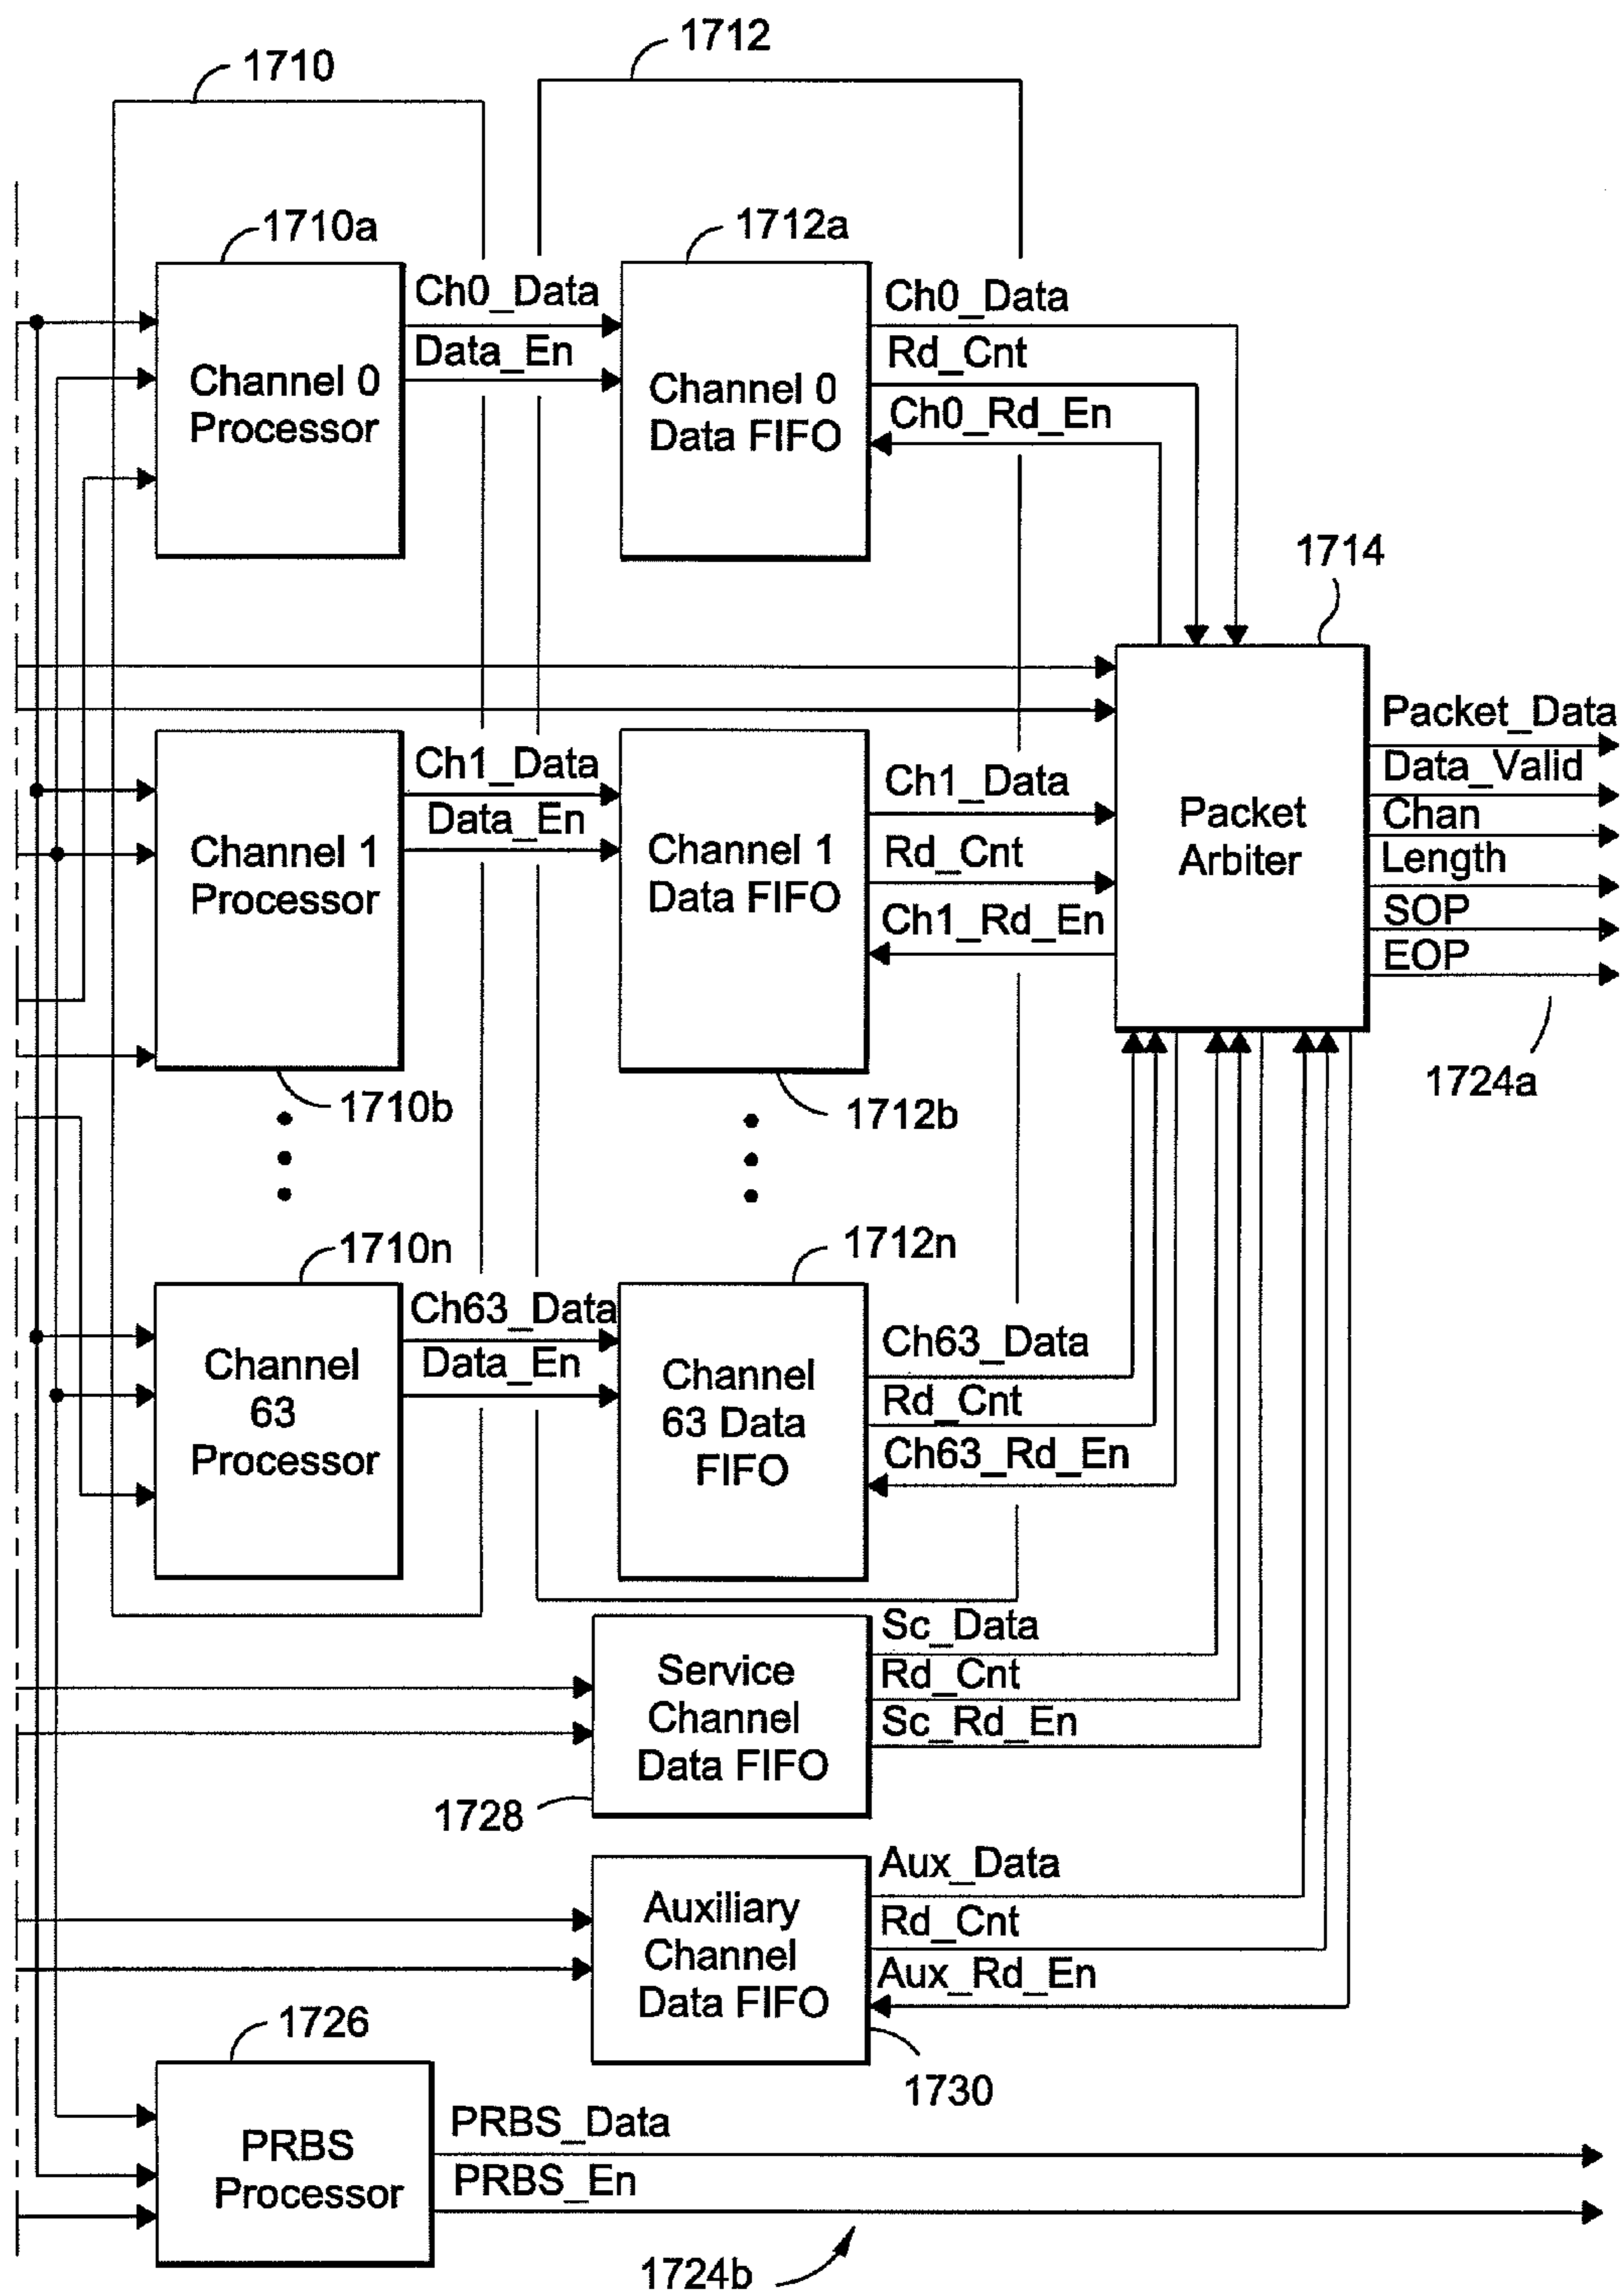 1712
1710
1710a
1712a
Ch0_Data
Data_En
Channel 0
Processor
Channel 0
Data FIFO
Ch0_Data
Rd_Cnt
Ch0_Rd_En
1714
Packet
Arbiter
Packet_Data
Data_Valid
Chan
Length
SOP
EOP
1724a
Ch1_Data
Data_En
Channel 1
Processor
Channel 1
Data FIFO
Ch1_Data
Rd_Cnt
Ch1_Rd_En
1710b
1712b
1710n
1712n
Ch63_Data
Data_En
Channel
63
Processor
Channel
63 Data
FIFO
Ch63_Data
Rd_Cnt
Ch63_Rd_En
Service
Channel
Data FIFO
Sc_Data
Rd_Cnt
Sc_Rd_En
1728
Auxiliary
Channel
Data FIFO
Aux_Data
Rd_Cnt
Aux_Rd_En
1730
1726
PRBS
Processor
PRBS_Data
PRBS_En
1724b